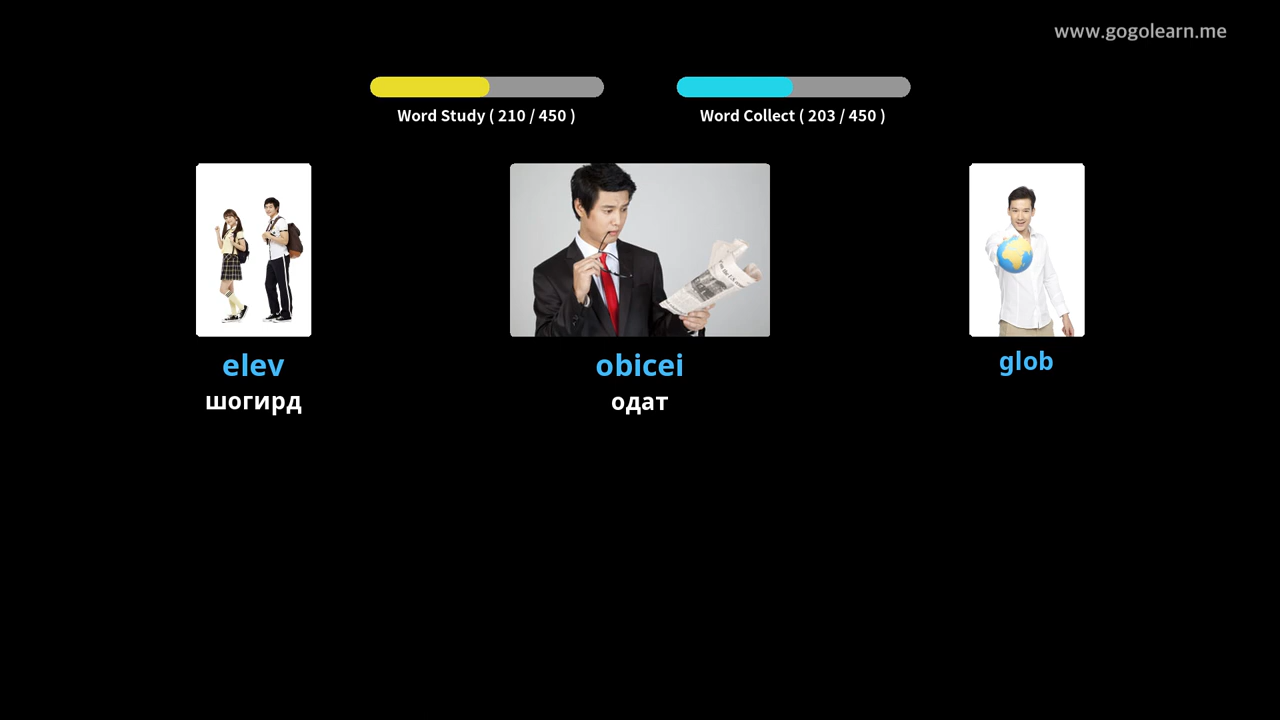 www.gogolearn.me
Word Study ( 210 / 450 )
Word Collect ( 203 / 450 )
elev
шогирд
obicei
одат
glob